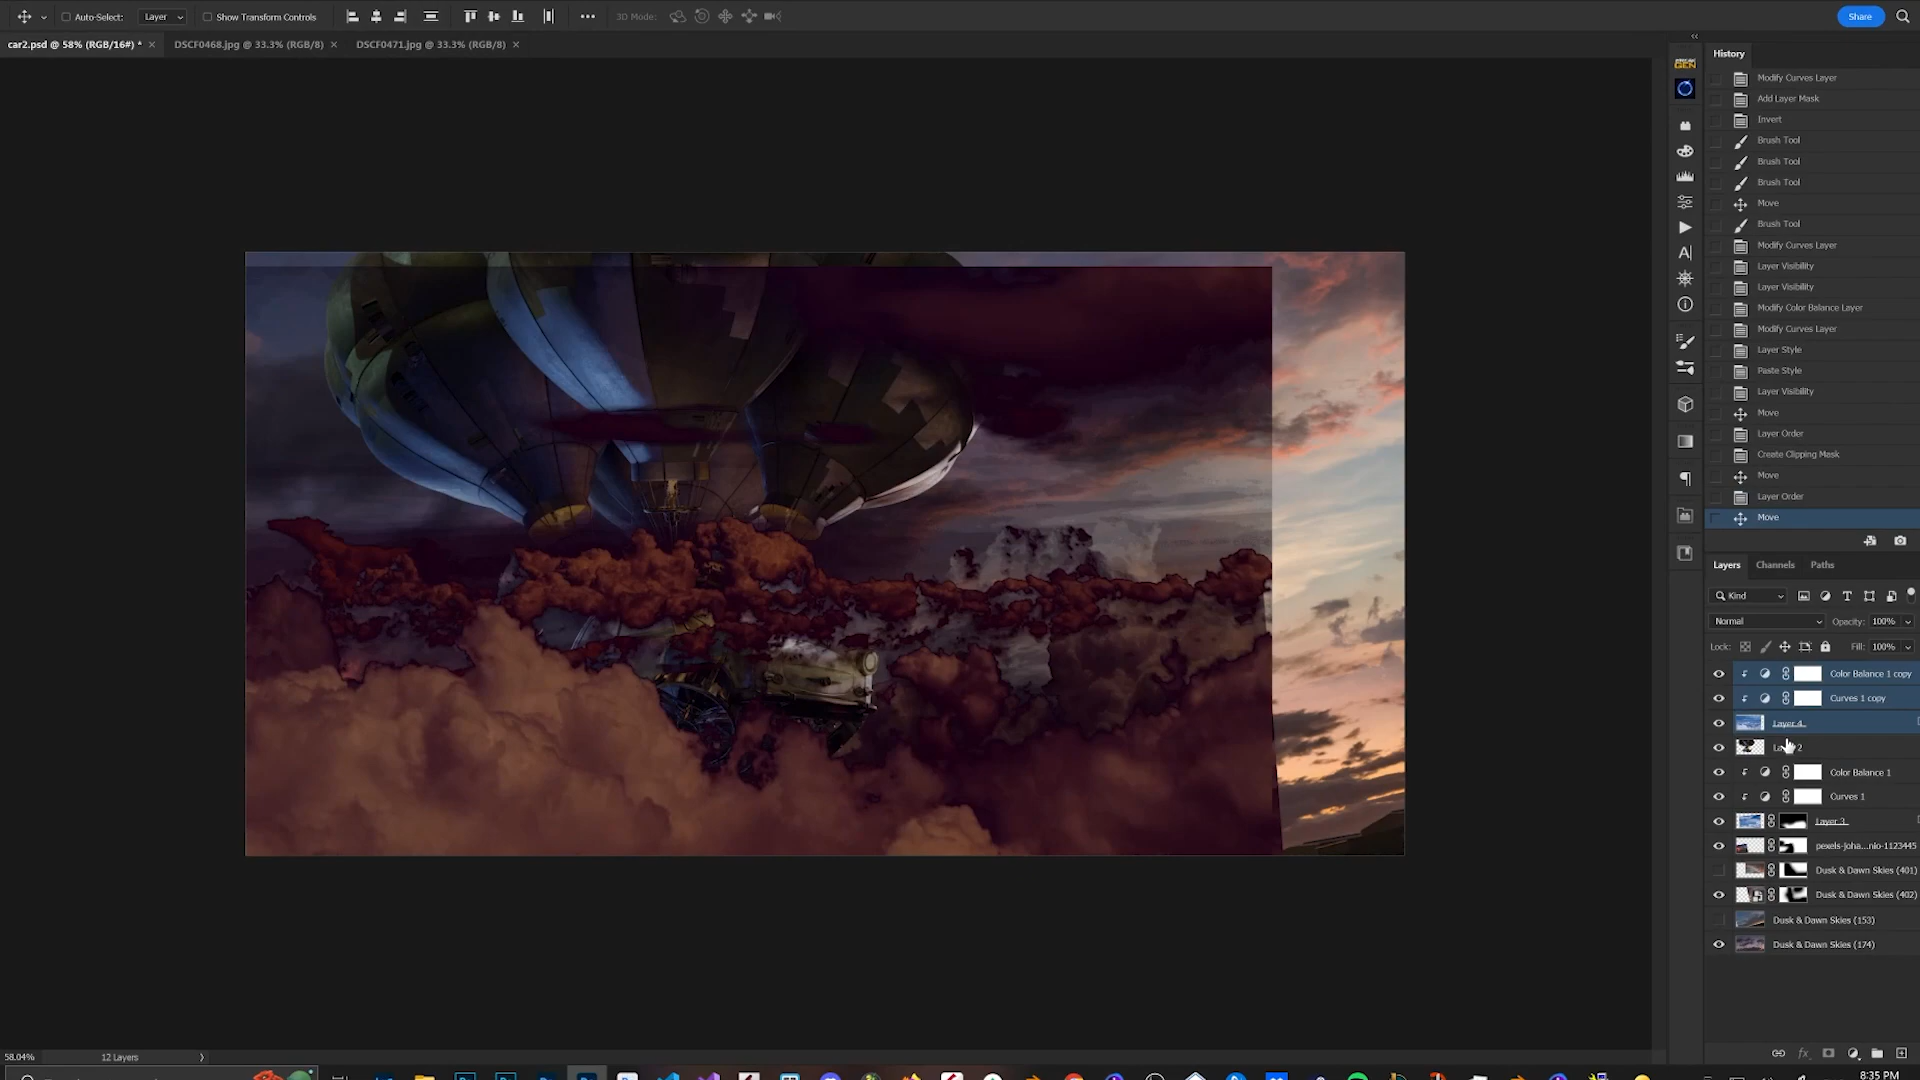 Auto-Select: Layer Show Transform Controls 3D Mode: Share
car2.psd @ 58% (RGB/16#) * × DSCF0468.jpg @ 33.3% (RGB/8) × DSCF0471.jpg @ 33.3% (RGB/8) ×
History
GEN
Modify Curves Layer
Add Layer Mask
Invert
Brush Tool
Brush Tool
Brush Tool
Move
Brush Tool
Modify Curves Layer
Layer Visibility
Layer Visibility
Modify Color Balance Layer
Modify Curves Layer
Layer Style
Paste Style
Layer Visibility
Move
Layer Order
Create Clipping Mask
Move
Layer Order
Move
Layers Channels Paths
Kind
Normal Opacity: 100%
Lock: Fill: 100%
Color Balance 1 copy
Curves 1 copy
Layer 4
2
Color Balance 1
Curves 1
Layer 3
pexels-joha...nio-1123445
Dusk & Dawn Skies (401)
Dusk & Dawn Skies (402)
Dusk & Dawn Skies (153)
Dusk & Dawn Skies (174)
58.04% 12 Layers
8:35 PM